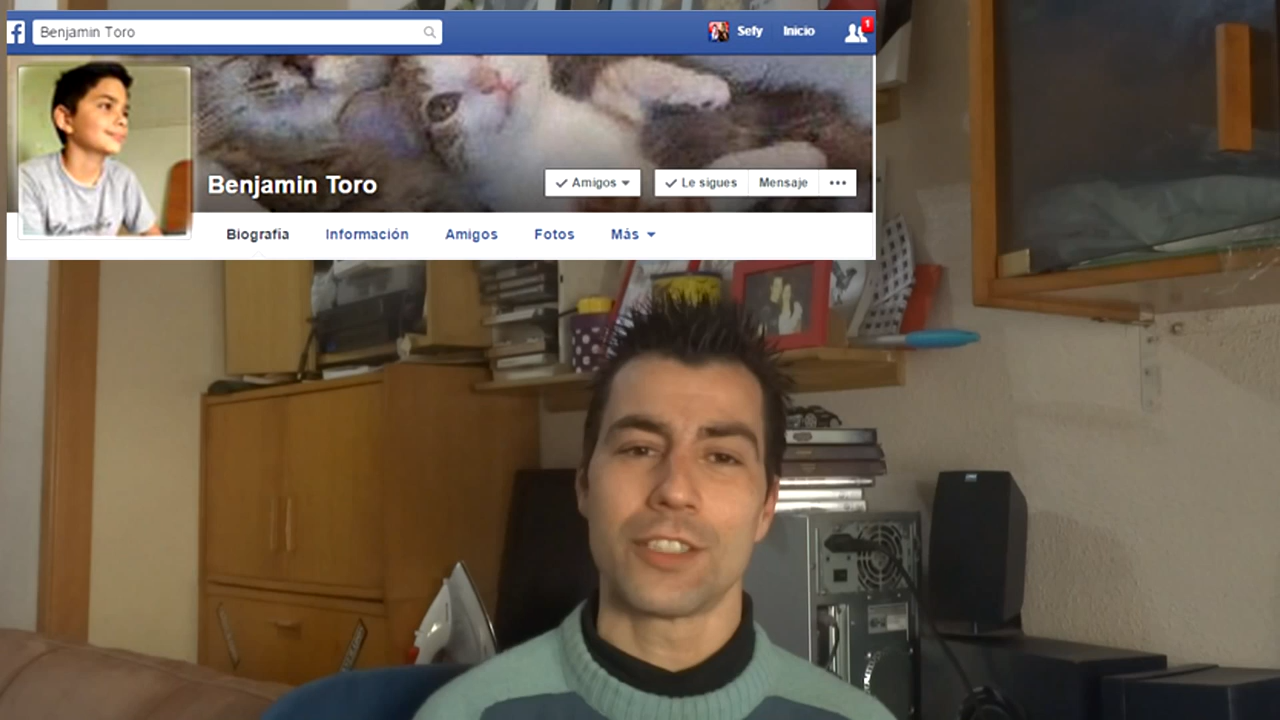 f Benjamin Toro Sefy Inicio 1
Benjamin Toro
✓ Amigos ✓ Le sigues Mensaje •••
Biografía Información Amigos Fotos Más